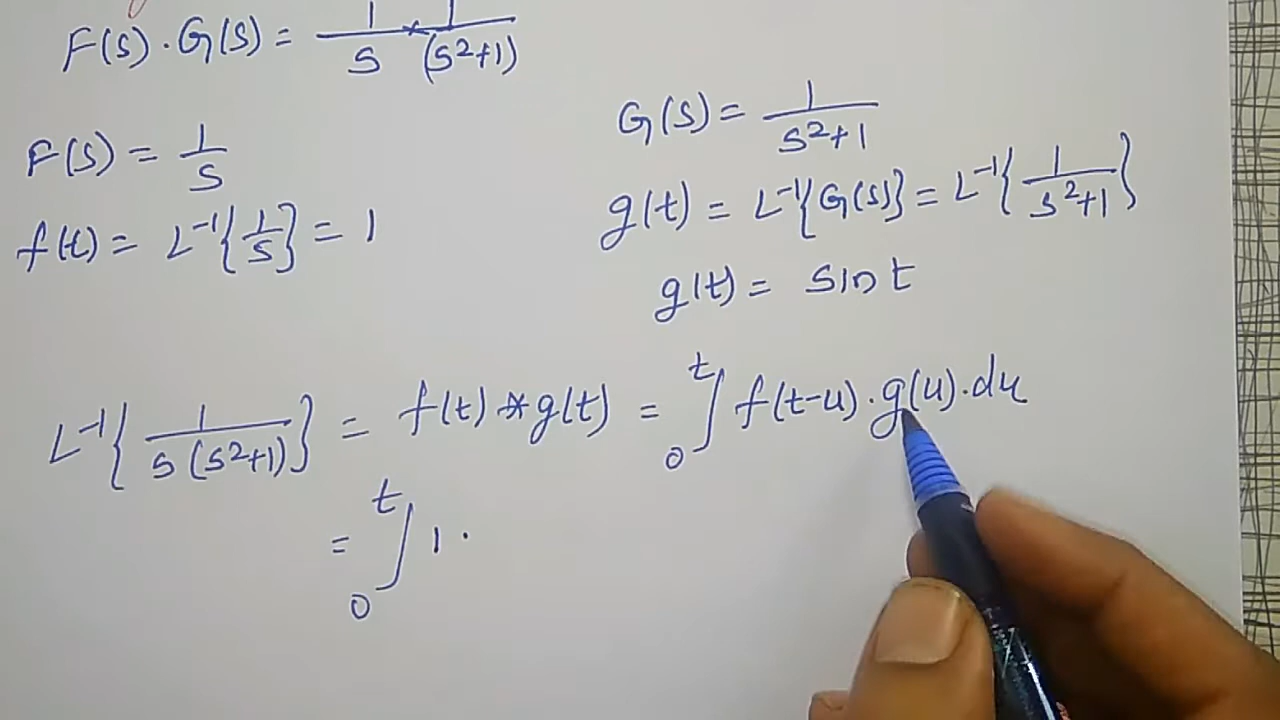 F(s) · G(s) = 1/s * 1/(s²+1)
F(s) = 1/s
f(t) = L⁻¹{1/s} = 1
G(s) = 1/s²+1
g(t) = L⁻¹{G(s)} = L⁻¹{1/s²+1}
g(t) = sin t
L⁻¹{1/s(s²+1)} = f(t) * g(t) = ∫₀ᵗ f(t-u) · g(u) · du
= ∫₀ᵗ 1 ·